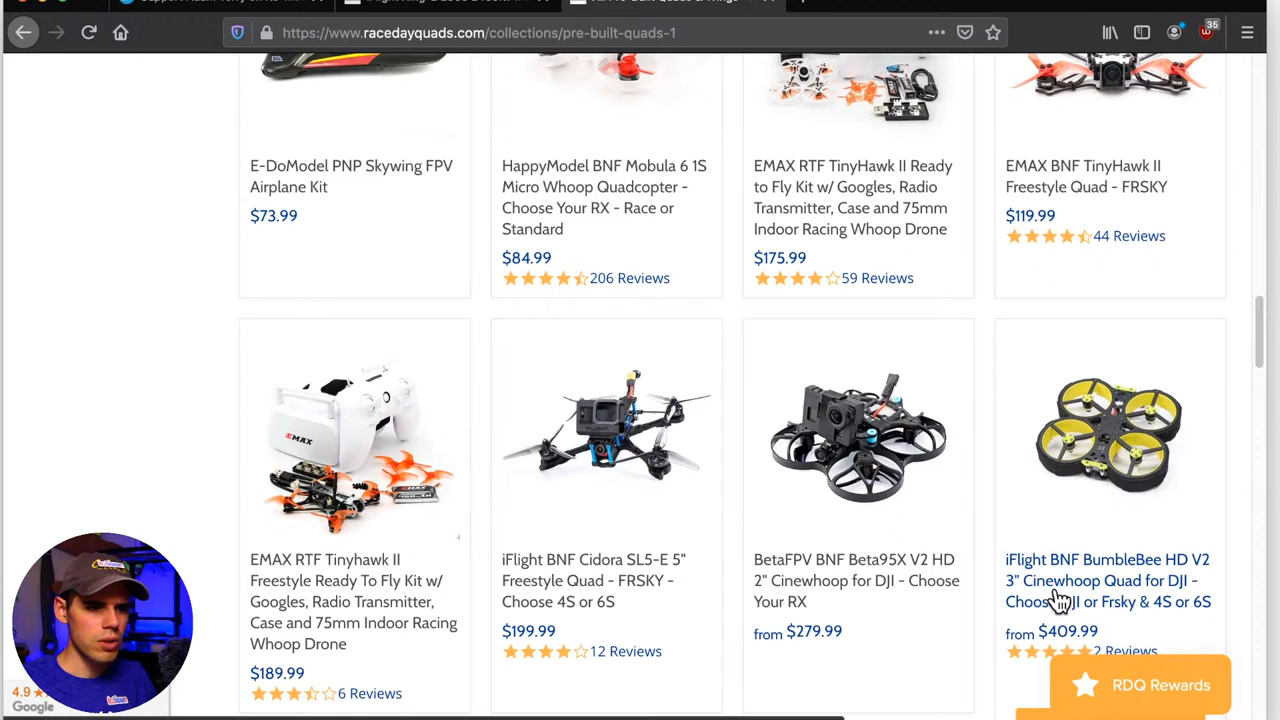 https://www.racedayquads.com/collections/pre-built-quads-1
35
E-DoModel PNP Skywing FPV
Airplane Kit
$73.99
HappyModel BNF Mobula 6 1S
Micro Whoop Quadcopter -
Choose Your RX - Race or
Standard
$84.99
206 Reviews
EMAX RTF TinyHawk II Ready
to Fly Kit w/ Googles, Radio
Transmitter, Case and 75mm
Indoor Racing Whoop Drone
$175.99
59 Reviews
EMAX BNF TinyHawk II
Freestyle Quad - FRSKY
$119.99
44 Reviews
EMAX
EMAX RTF Tinyhawk II
Freestyle Ready To Fly Kit w/
Googles, Radio Transmitter,
Case and 75mm Indoor Racing
Whoop Drone
$189.99
6 Reviews
iFlight BNF Cidora SL5-E 5"
Freestyle Quad - FRSKY -
Choose 4S or 6S
$199.99
12 Reviews
BetaFPV BNF Beta95X V2 HD
2" Cinewhoop for DJI - Choose
Your RX
from $279.99
iFlight BNF BumbleBee HD V2
3" Cinewhoop Quad for DJI -
Choose DJI or Frsky & 4S or 6S
from $409.99
2 Reviews
RDQ Rewards
4.9
Google